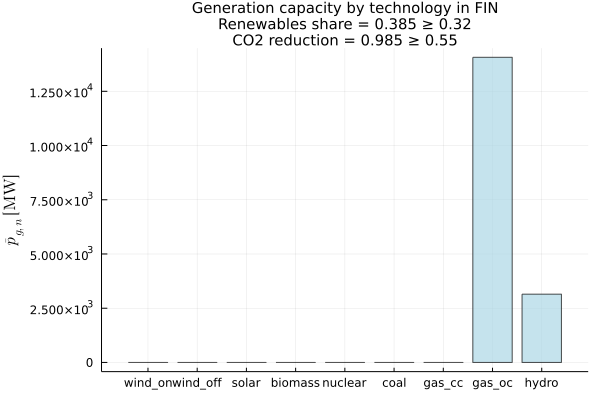 Generation capacity by technology in FIN
Renewables share = 0.385 ≥ 0.32
CO2 reduction = 0.985 ≥ 0.55
p̄g,n [MW]
1.250×10⁴
1.000×10⁴
7.500×10³
5.000×10³
2.500×10³
0
wind_on wind_off solar biomass nuclear coal gas_cc gas_oc hydro